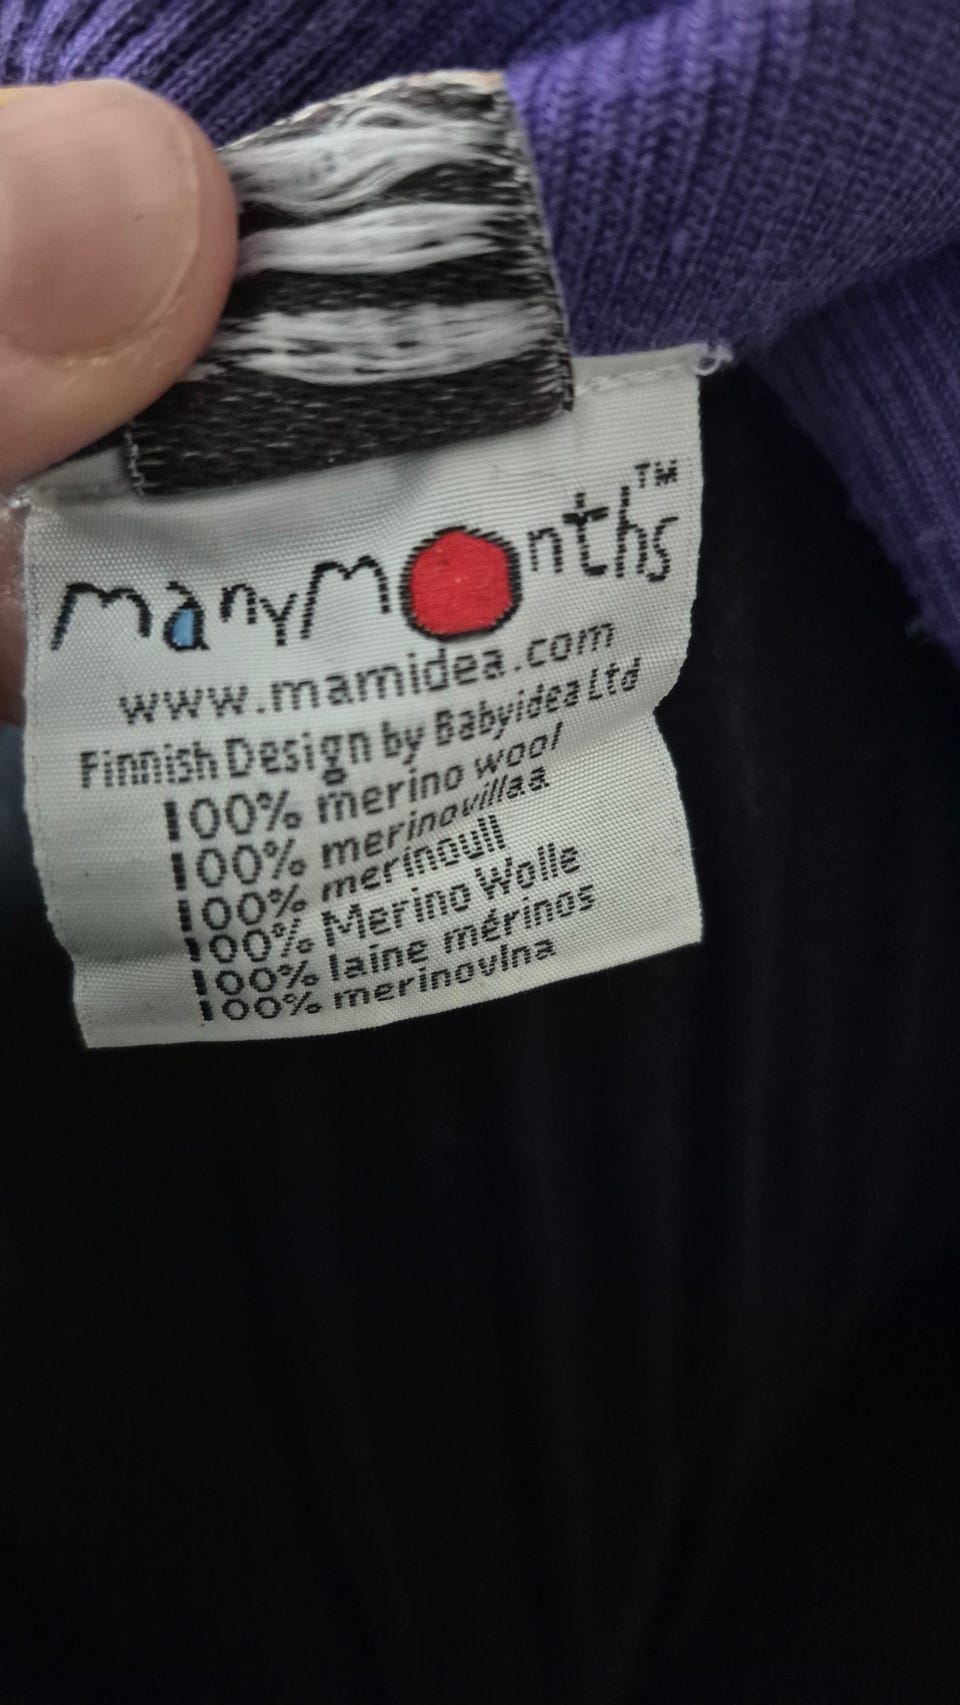 manyMonths™
www.mamidea.com
Finnish Design by Babyidea Ltd
100% merino wool
100% merinovillaa
100% merinoull
100% Merino Wolle
100% laine mérinos
100% merinovlna